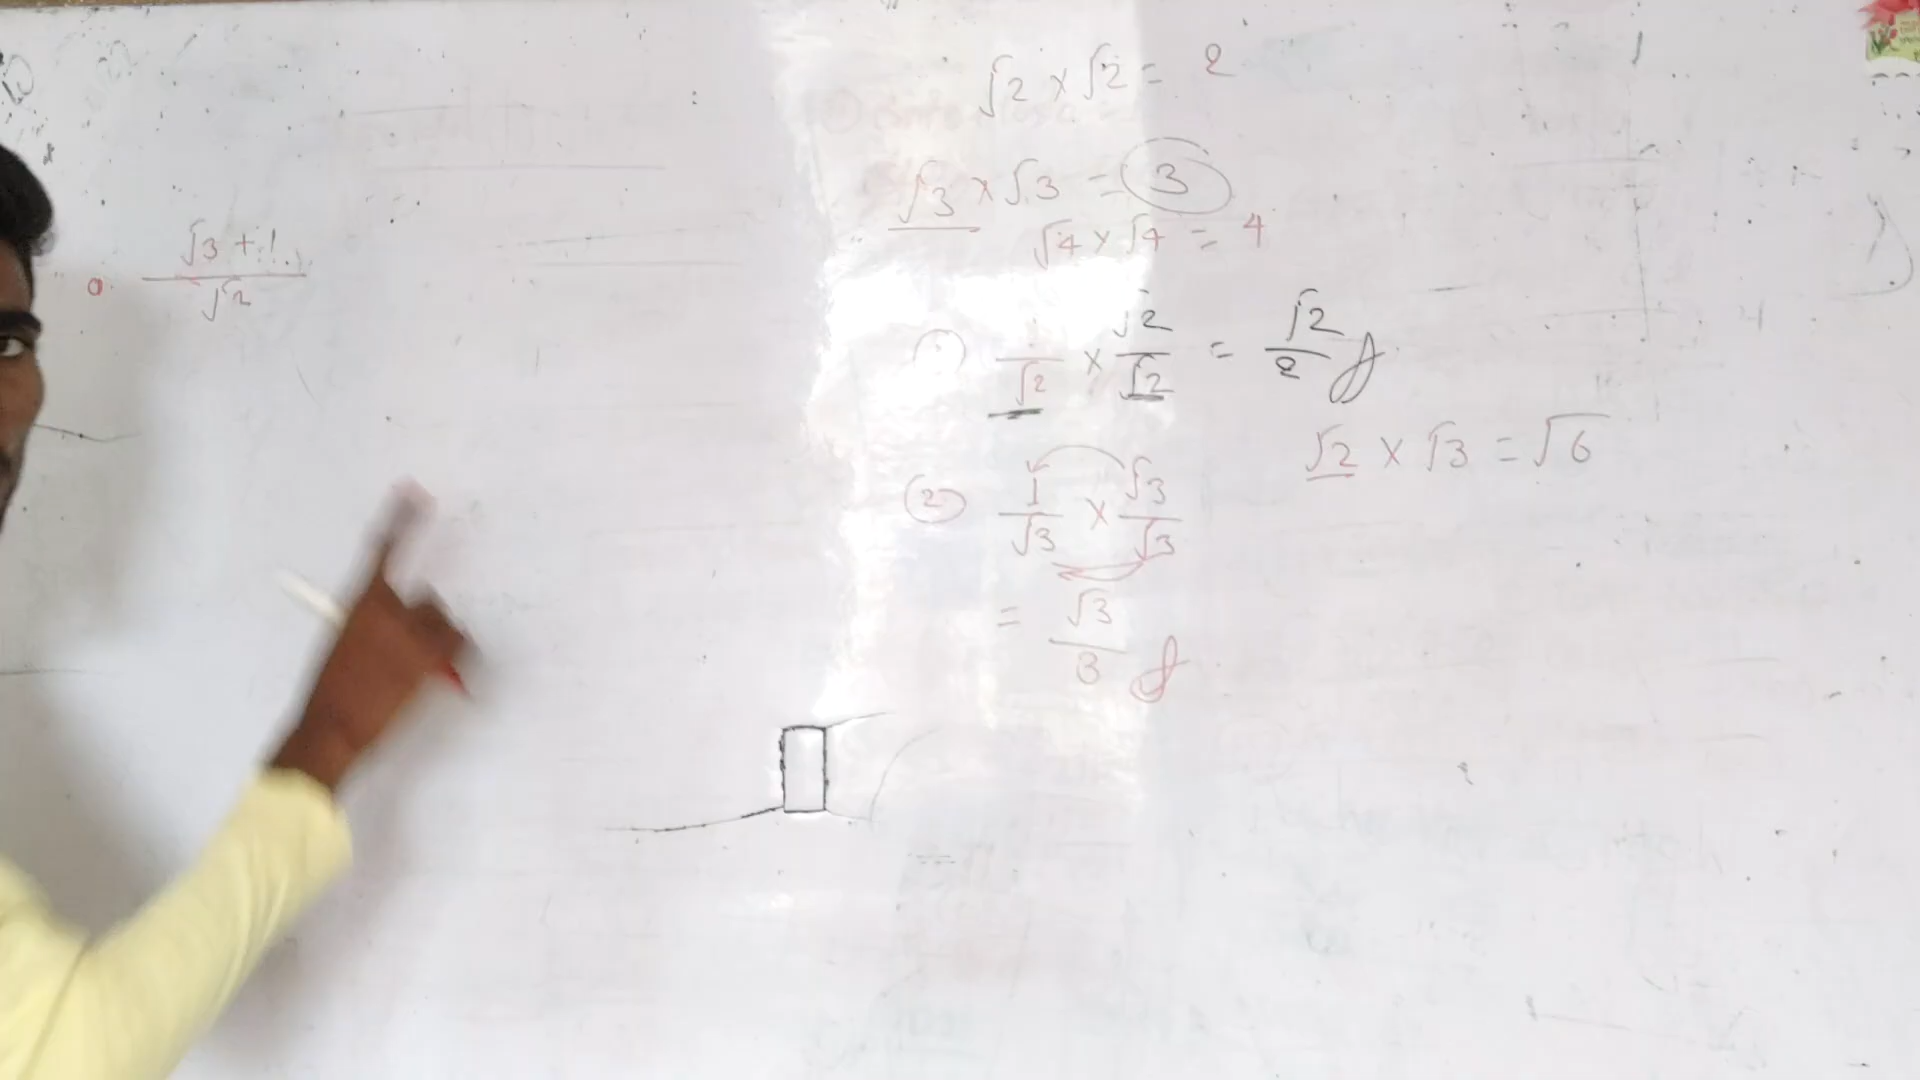 √2 × √2 = 2
√3 × √3 = 3
√4 × √4 = 4
(√3 + 1)/√2
① 1/√2 × √2/√2 = √2/2
√2 × √3 = √6
② 1/√3 × √3/√3
= √3/3